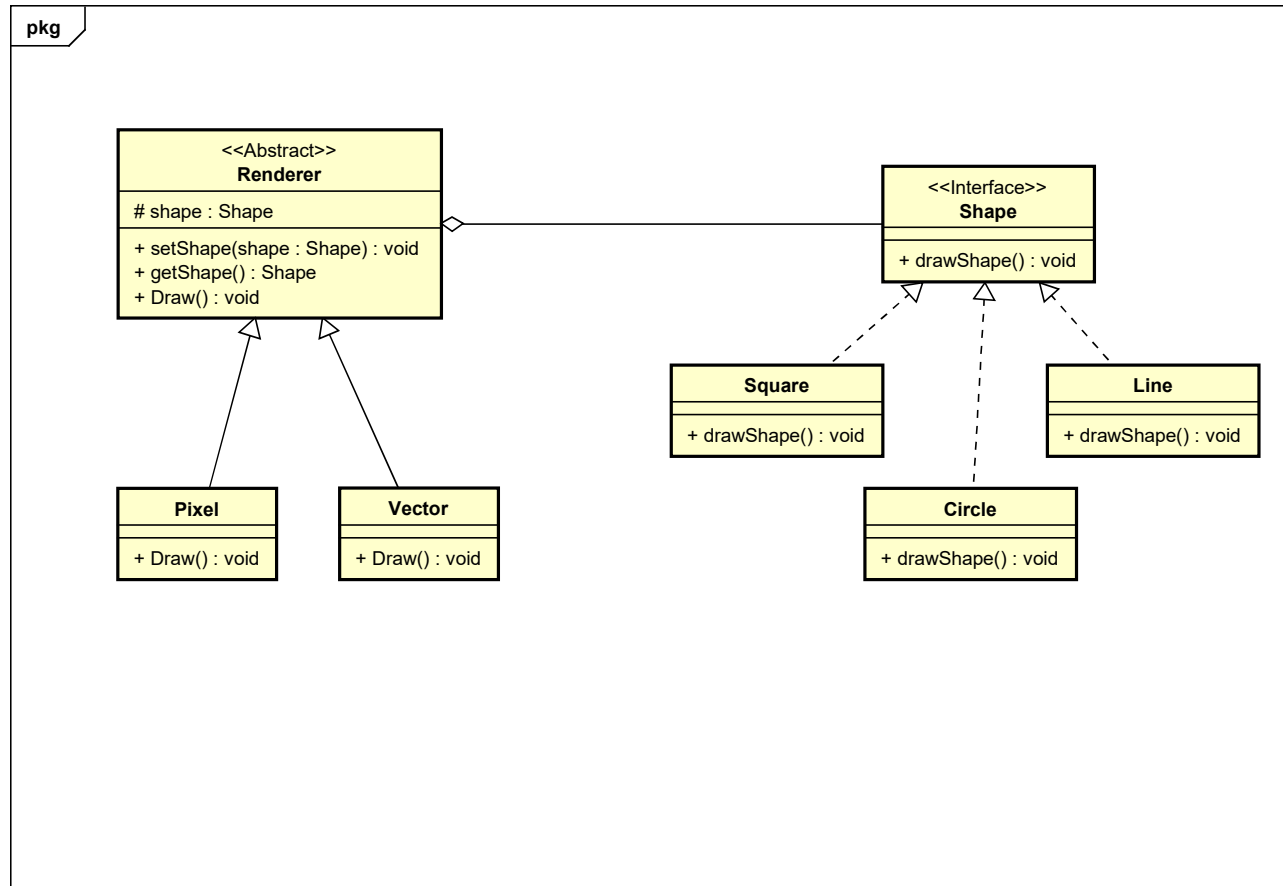 pkg
<<Abstract>>
Renderer
# shape : Shape
+ setShape(shape : Shape) : void
+ getShape() : Shape
+ Draw() : void
<<Interface>>
Shape
+ drawShape() : void
Square
+ drawShape() : void
Line
+ drawShape() : void
Pixel
+ Draw() : void
Vector
+ Draw() : void
Circle
+ drawShape() : void